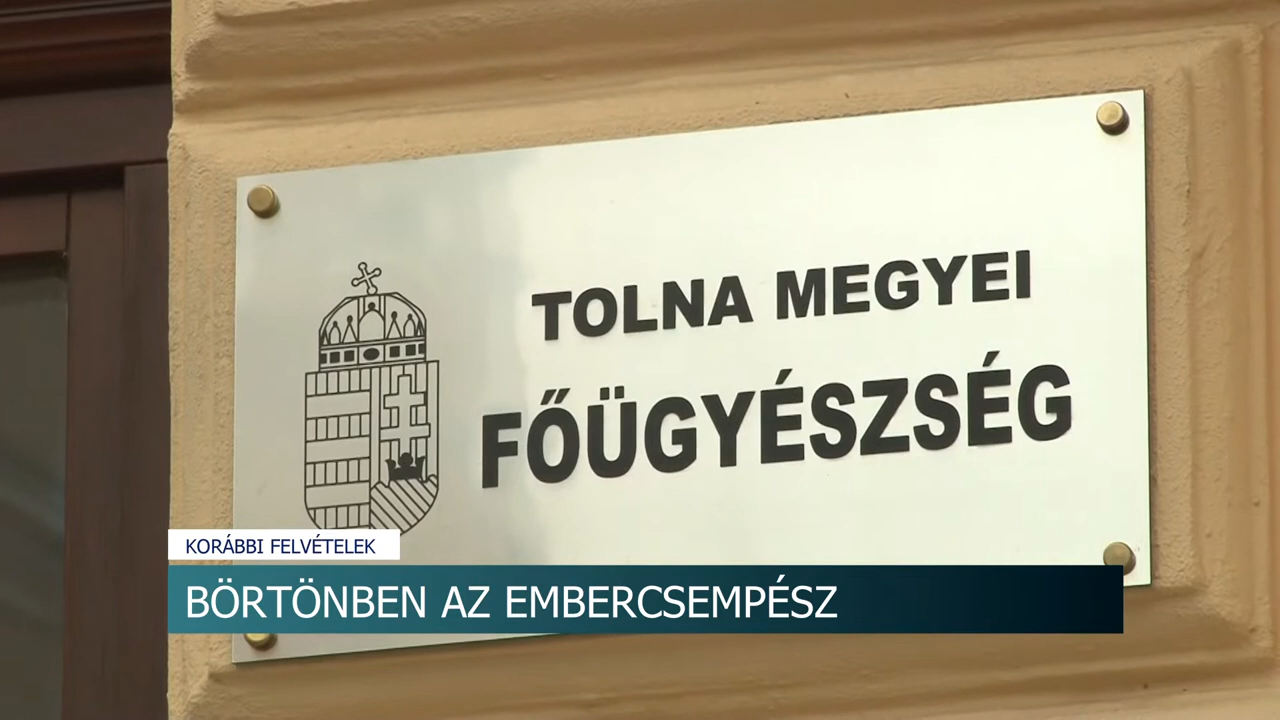 TOLNA MEGYEI
FŐÜGYÉSZSÉG
KORÁBBI FELVÉTELEK
BÖRTÖNBEN AZ EMBERCSEMPÉSZ